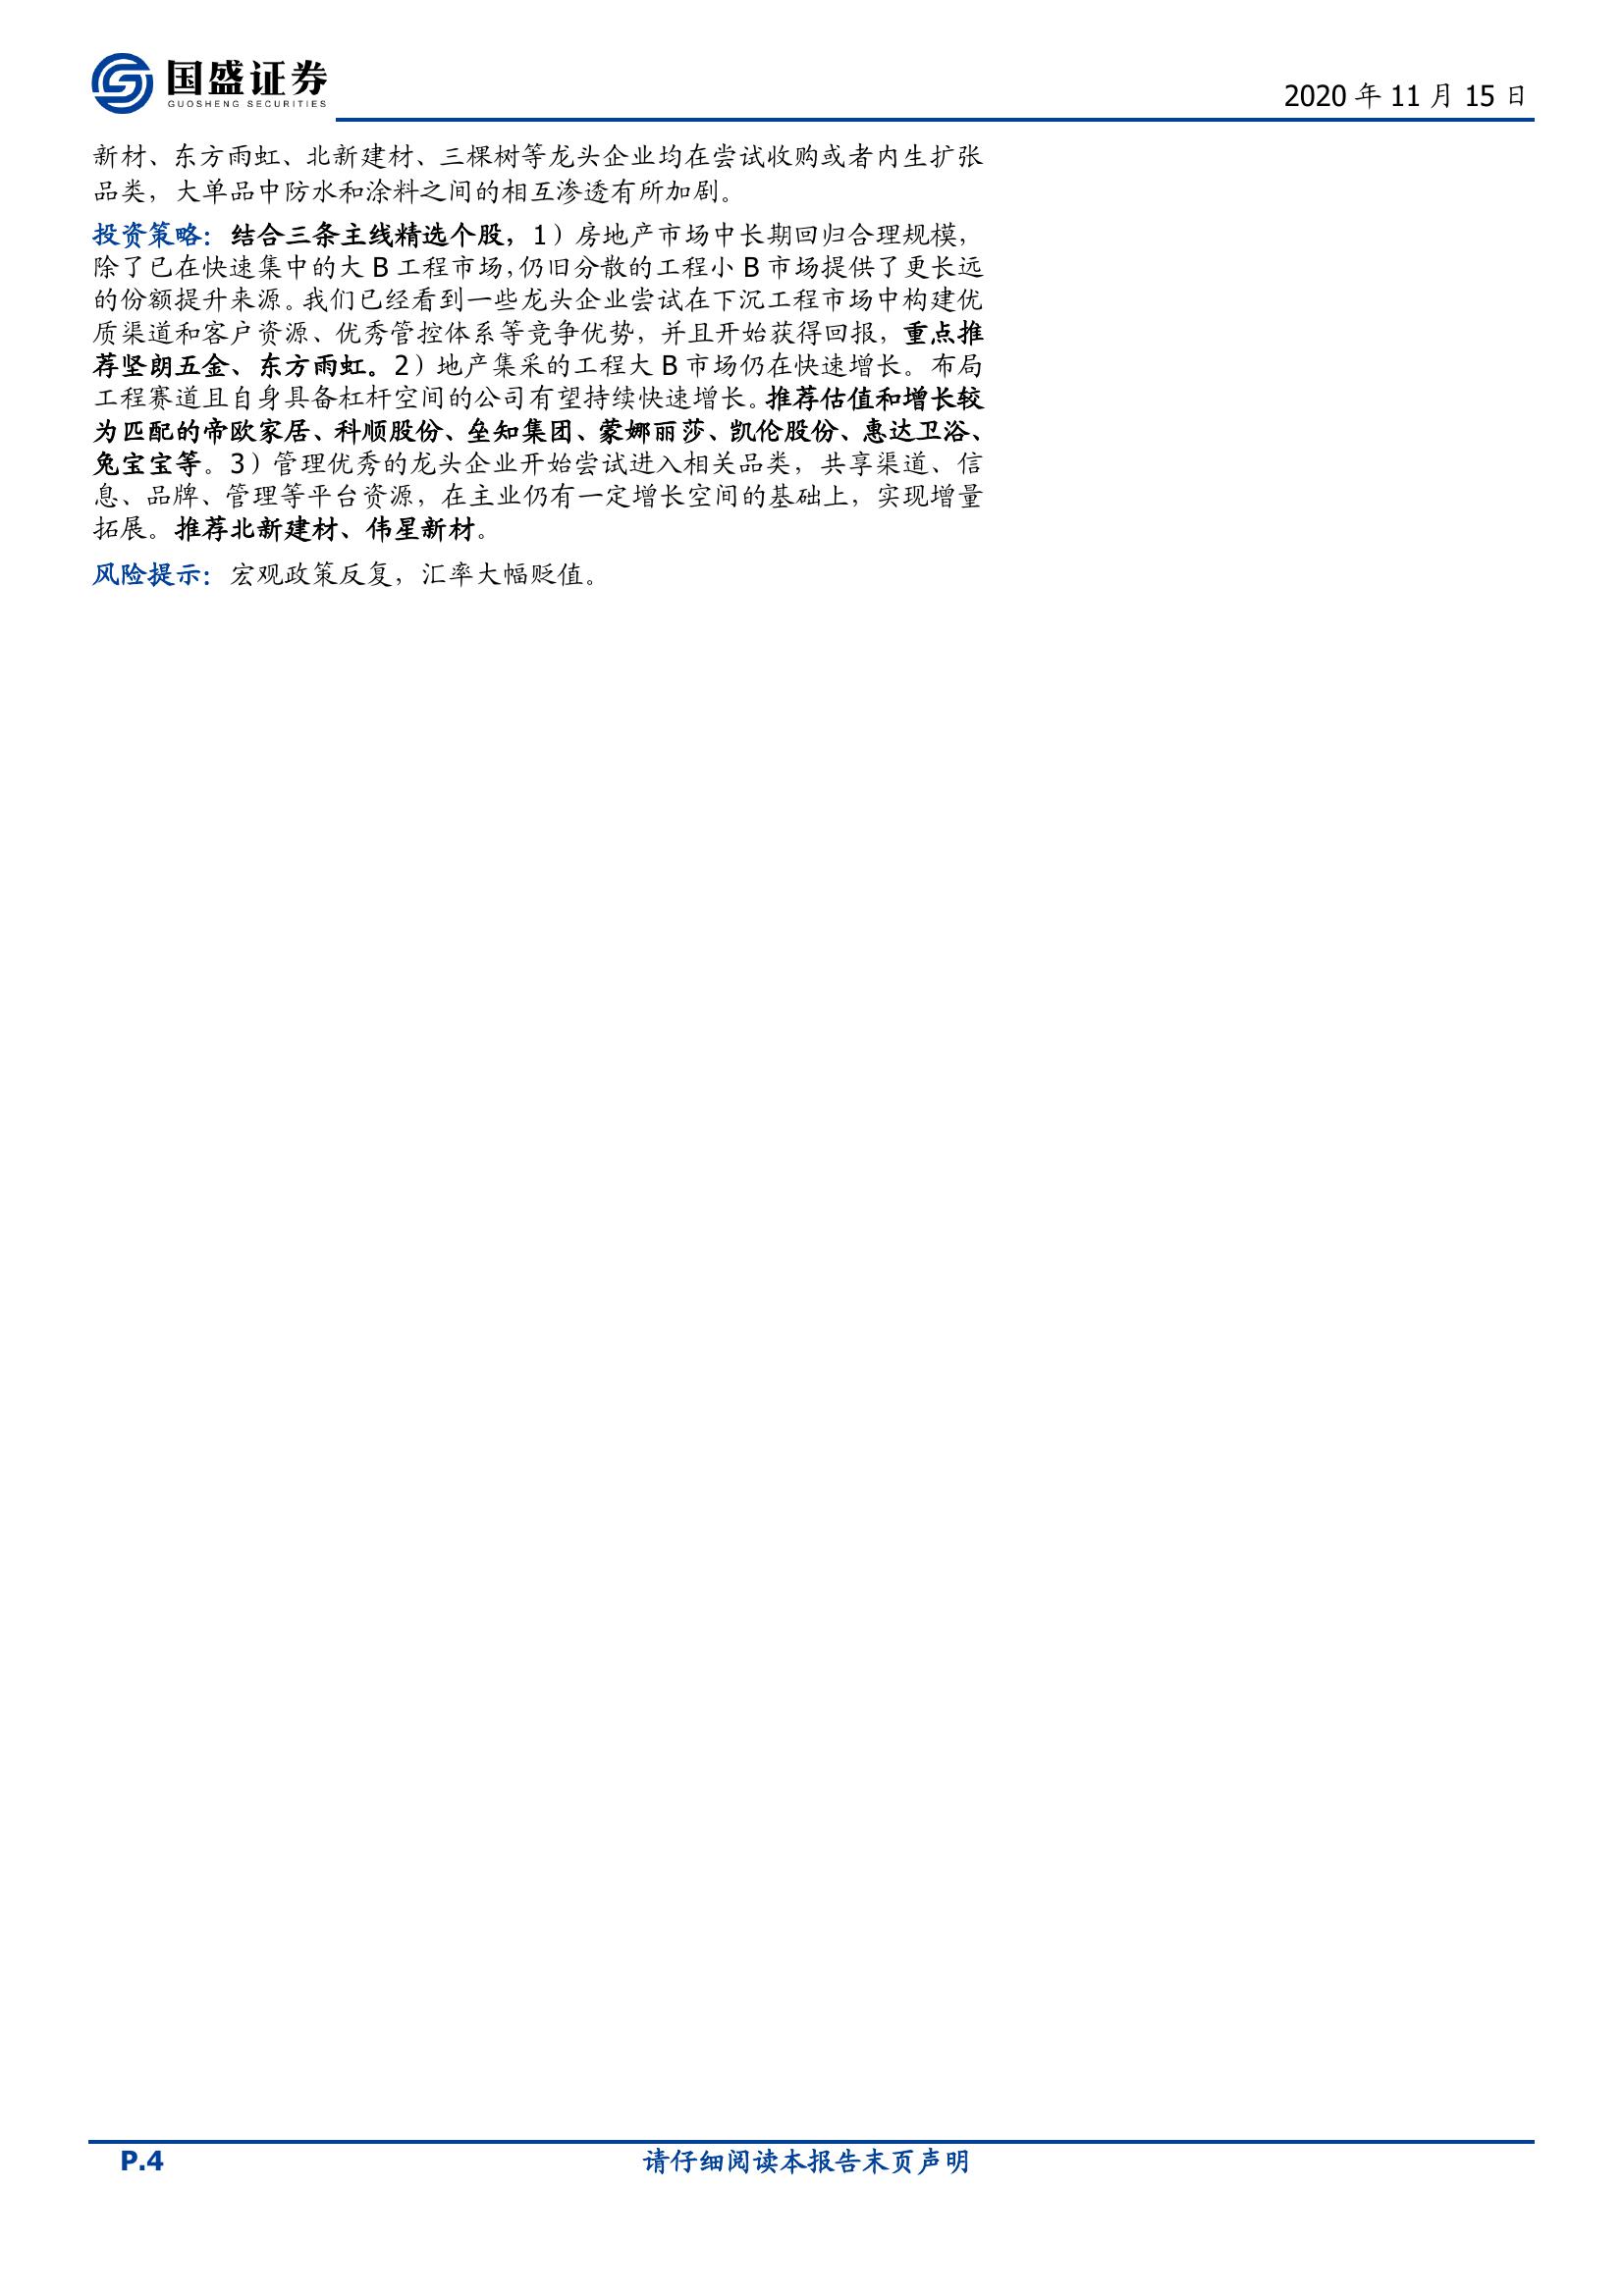 国盛证券
GUOSHENG SECURITIES
2020 年 11 月 15 日
新材、东方雨虹、北新建材、三棵树等龙头企业均在尝试收购或者内生扩张
品类，大单品中防水和涂料之间的相互渗透有所加剧。
投资策略：结合三条主线精选个股，1）房地产市场中长期回归合理规模，
除了已在快速集中的大 B 工程市场，仍旧分散的工程小 B 市场提供了更长远
的份额提升来源。我们已经看到一些龙头企业尝试在下沉工程市场中构建优
质渠道和客户资源、优秀管控体系等竞争优势，并且开始获得回报，重点推
荐坚朗五金、东方雨虹。2）地产集采的工程大 B 市场仍在快速增长。布局
工程赛道且自身具备杠杆空间的公司有望持续快速增长。推荐估值和增长较
为匹配的帝欧家居、科顺股份、垒知集团、蒙娜丽莎、凯伦股份、惠达卫浴、
兔宝宝等。3）管理优秀的龙头企业开始尝试进入相关品类，共享渠道、信
息、品牌、管理等平台资源，在主业仍有一定增长空间的基础上，实现增量
拓展。推荐北新建材、伟星新材。
风险提示：宏观政策反复，汇率大幅贬值。
P.4
请仔细阅读本报告末页声明